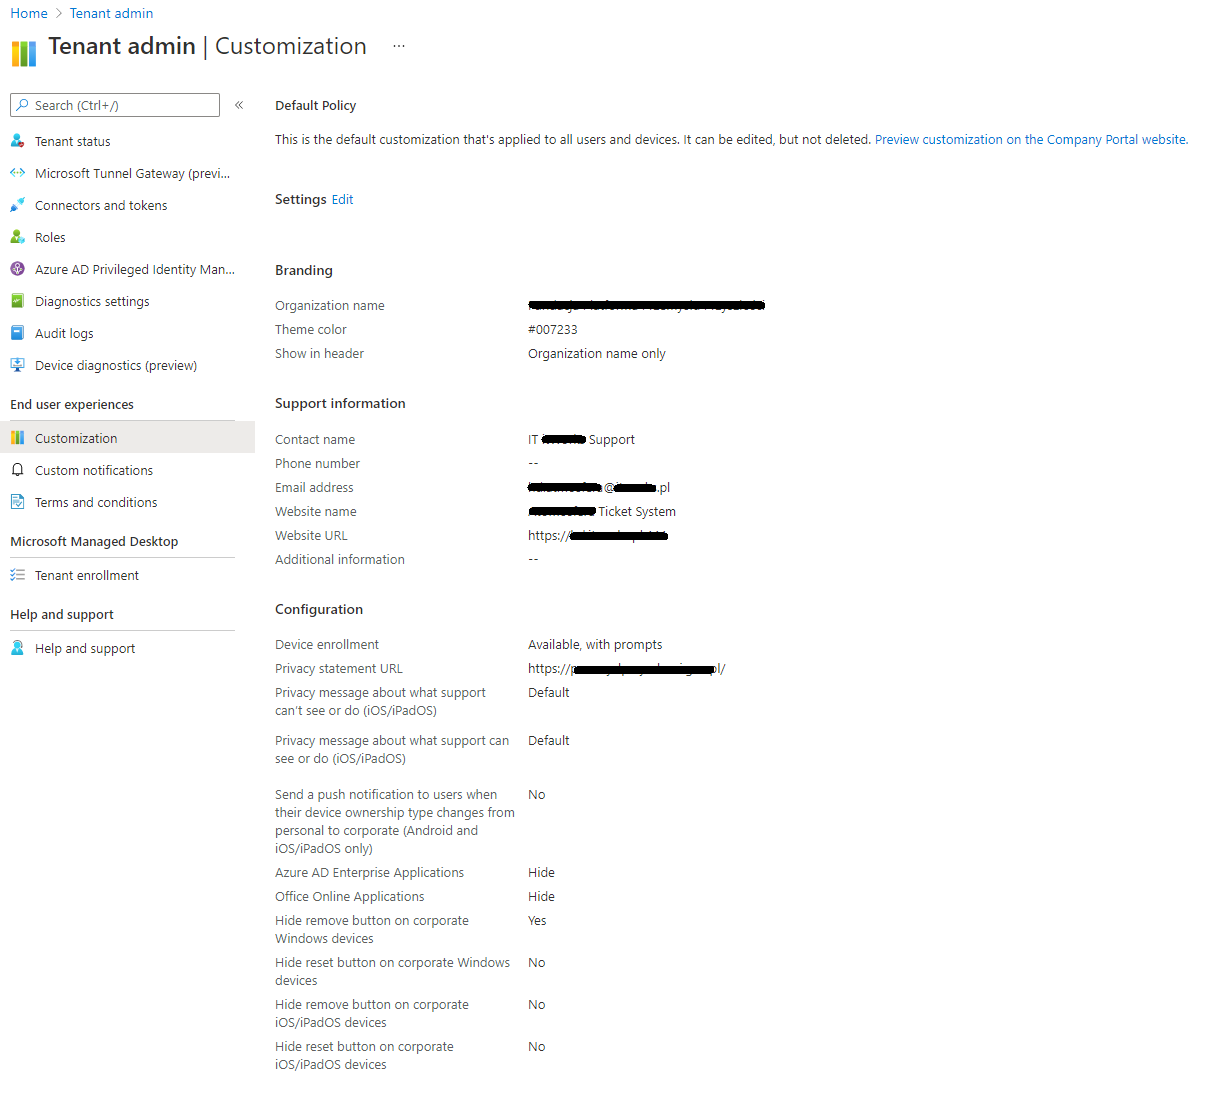 Home > Tenant admin
Tenant admin | Customization ...
Search (Ctrl+/) «
Tenant status
Microsoft Tunnel Gateway (previ...
Connectors and tokens
Roles
Azure AD Privileged Identity Man...
Diagnostics settings
Audit logs
Device diagnostics (preview)
End user experiences
Customization
Custom notifications
Terms and conditions
Microsoft Managed Desktop
Tenant enrollment
Help and support
Help and support
Default Policy
This is the default customization that's applied to all users and devices. It can be edited, but not deleted. Preview customization on the Company Portal website.
Settings Edit
Branding
Organization name
Theme color #007233
Show in header Organization name only
Support information
Contact name IT Support
Phone number --
Email address @ .pl
Website name Ticket System
Website URL https://
Additional information --
Configuration
Device enrollment Available, with prompts
Privacy statement URL https:// pl/
Privacy message about what support Default
can't see or do (iOS/iPadOS)
Privacy message about what support can Default
see or do (iOS/iPadOS)
Send a push notification to users when No
their device ownership type changes from
personal to corporate (Android and
iOS/iPadOS only)
Azure AD Enterprise Applications Hide
Office Online Applications Hide
Hide remove button on corporate Yes
Windows devices
Hide reset button on corporate Windows No
devices
Hide remove button on corporate No
iOS/iPadOS devices
Hide reset button on corporate No
iOS/iPadOS devices